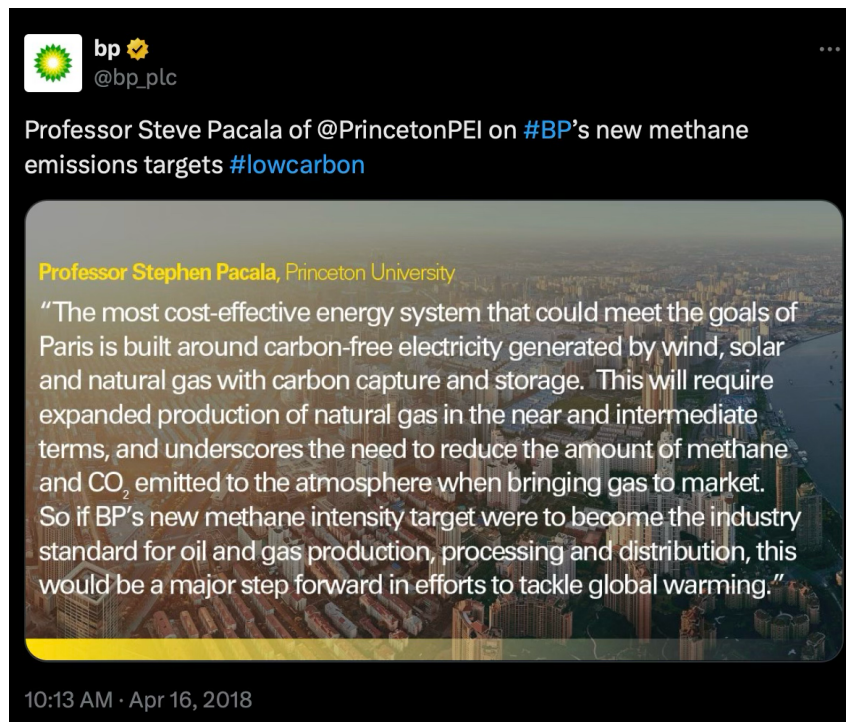 bp
@bp_plc
Professor Steve Pacala of @PrincetonPEI on #BP’s new methane
emissions targets #lowcarbon
Professor Stephen Pacala, Princeton University
“The most cost-effective energy system that could meet the goals of
Paris is built around carbon-free electricity generated by wind, solar
and natural gas with carbon capture and storage.  This will require
expanded production of natural gas in the near and intermediate
terms, and underscores the need to reduce the amount of methane
and CO₂ emitted to the atmosphere when bringing gas to market.
So if BP’s new methane intensity target were to become the industry
standard for oil and gas production, processing and distribution, this
would be a major step forward in efforts to tackle global warming.”
10:13 AM · Apr 16, 2018